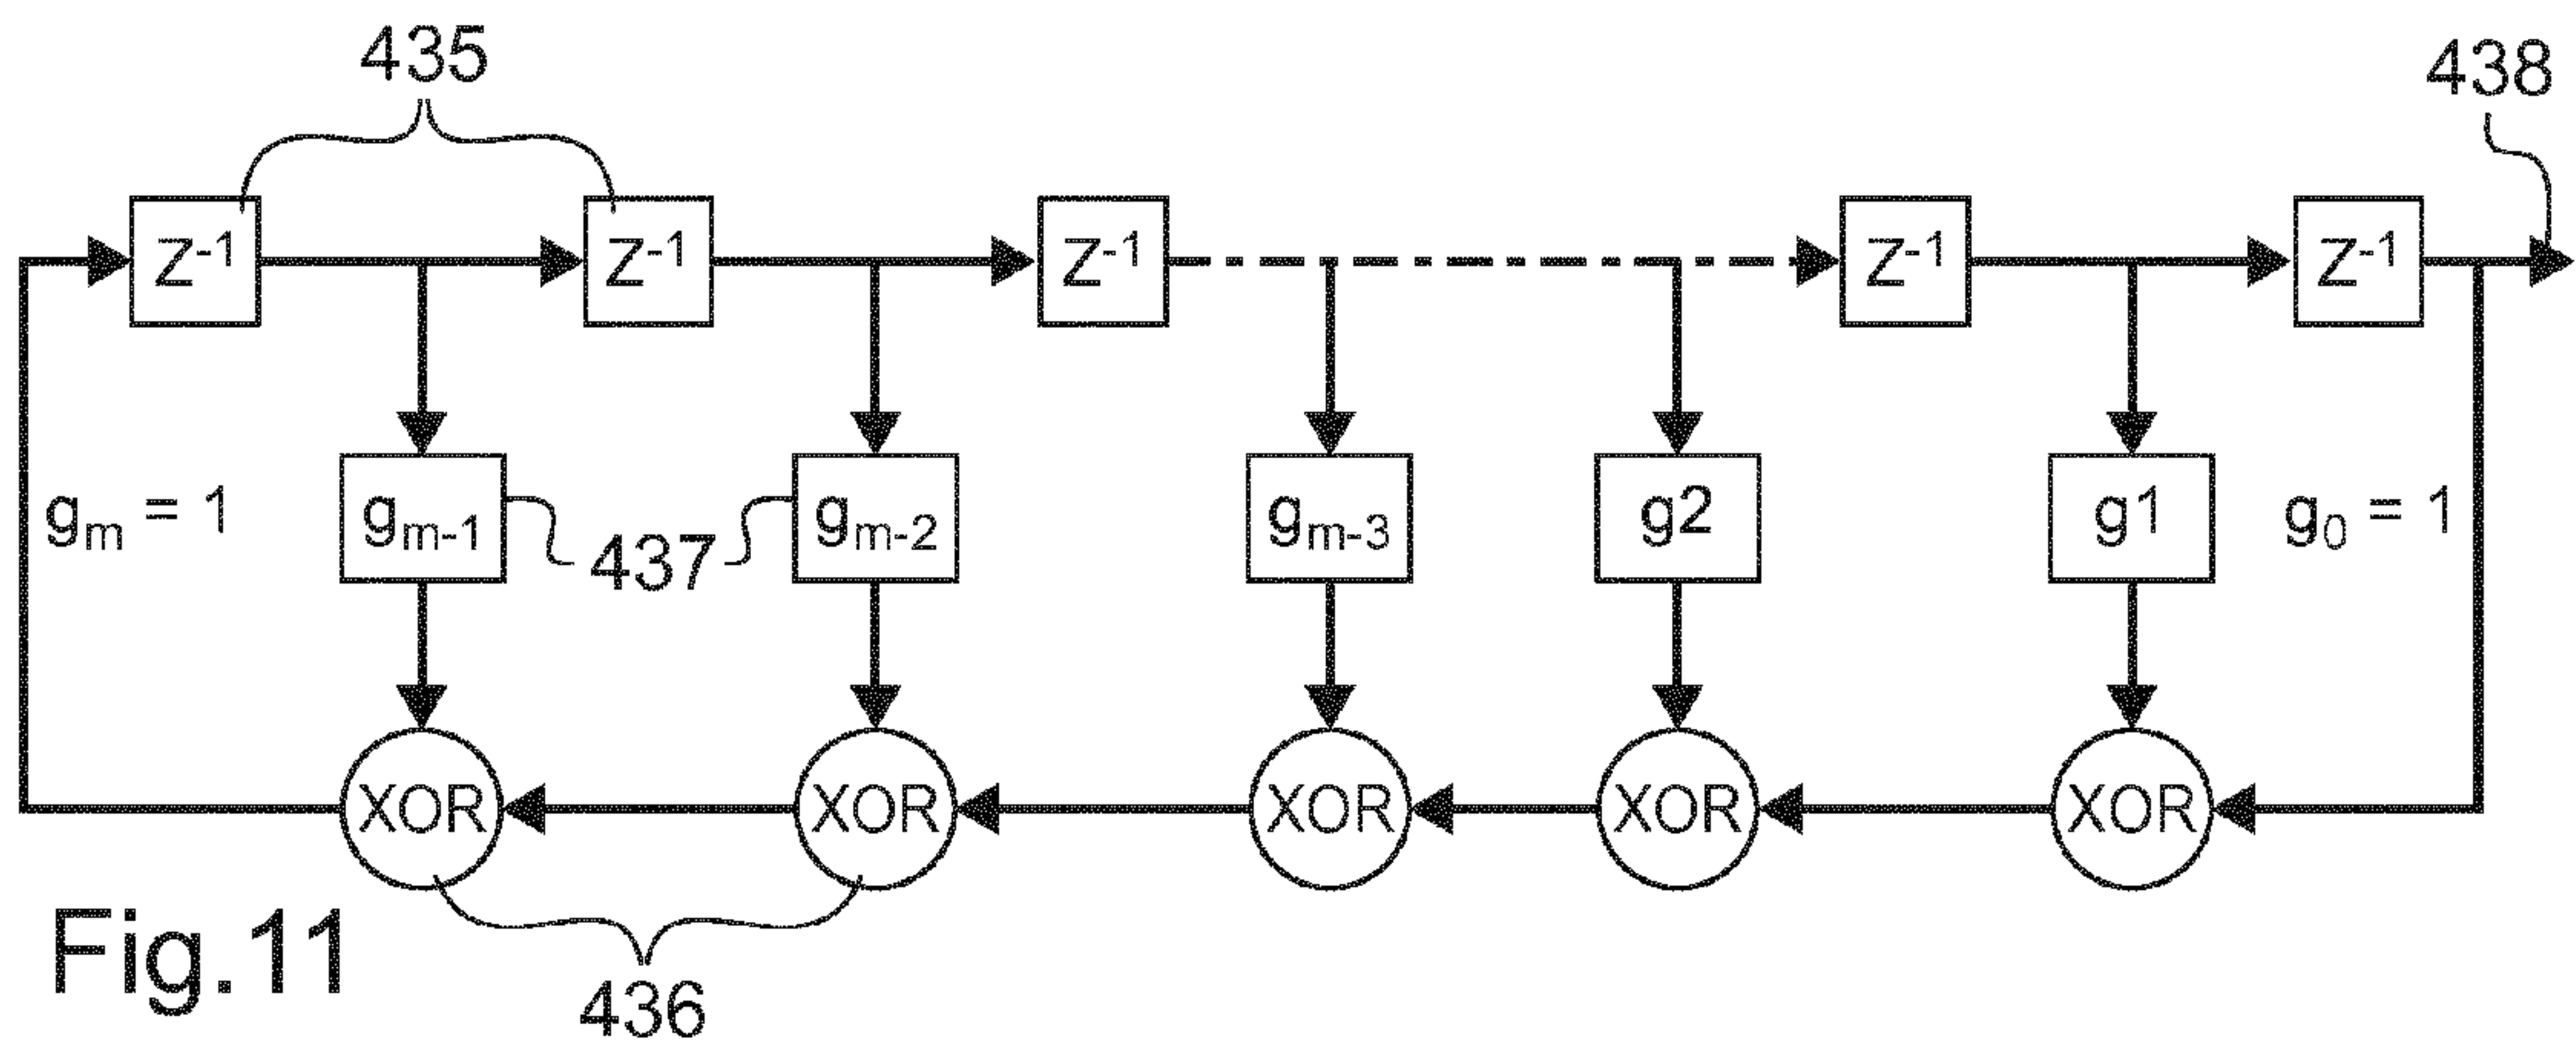 435
438
Z⁻¹ Z⁻¹ Z⁻¹ Z⁻¹ Z⁻¹
gₘ = 1 gₘ₋₁ 437 gₘ₋₂ gₘ₋₃ g2 g1 g₀ = 1
XOR XOR XOR XOR XOR
Fig.11
436